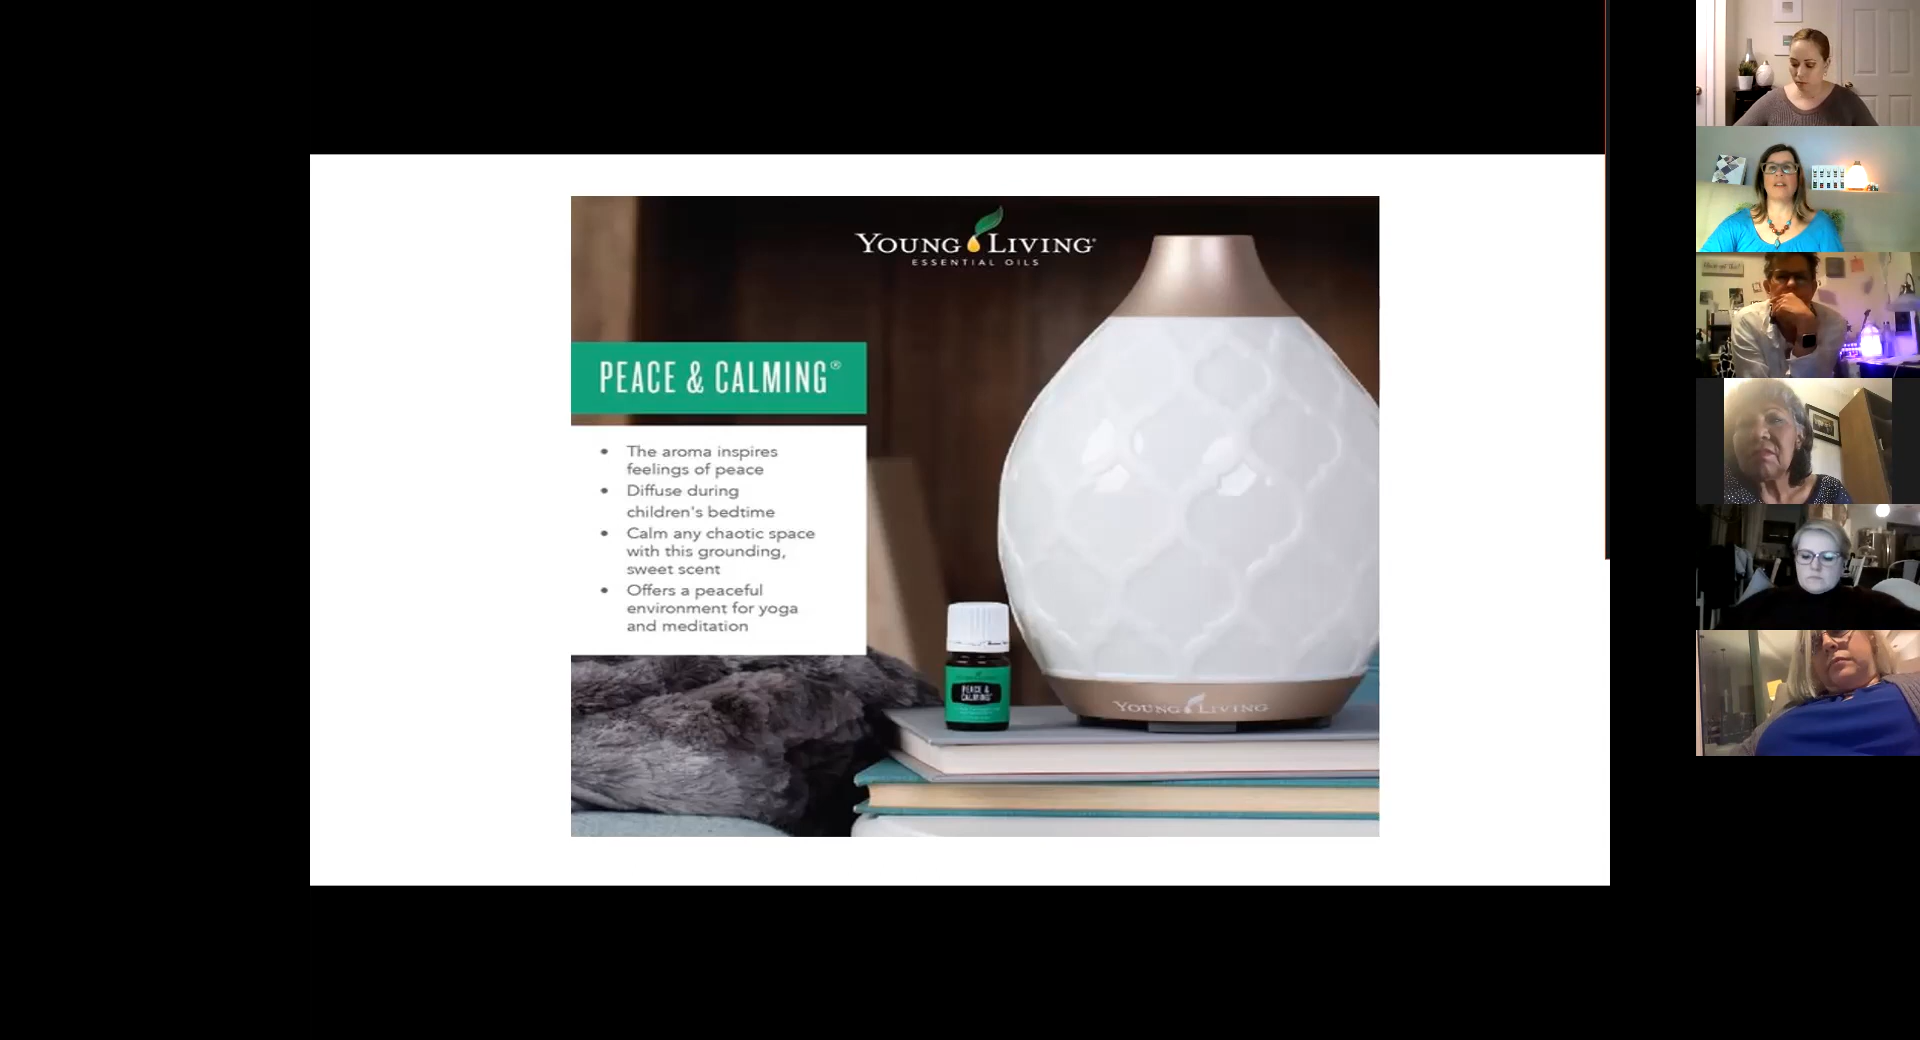 YOUNG LIVING®
ESSENTIAL OILS
PEACE & CALMING®
• The aroma inspires
feelings of peace
• Diffuse during
children's bedtime
• Calm any chaotic space
with this grounding,
sweet scent
• Offers a peaceful
environment for yoga
and meditation
PEACE &
CALMING
YOUNG LIVING